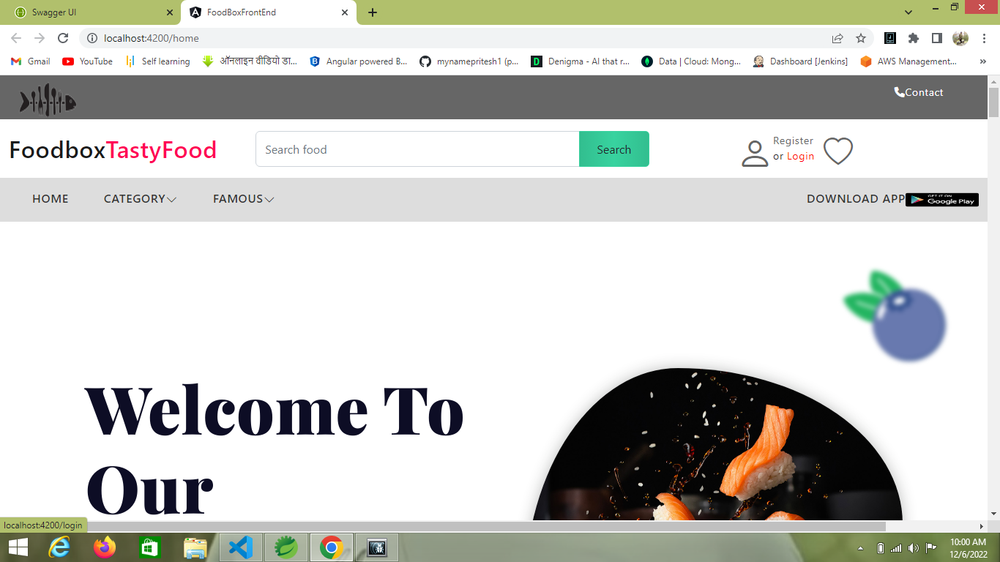 Swagger UI
FoodBoxFrontEnd
localhost:4200/home
Gmail
YouTube
Self learning
ऑनलाइन वीडियो डा...
Angular powered B...
mynamepritesh1 (p...
Denigma - AI that r...
Data | Cloud: Mong...
Dashboard [Jenkins]
AWS Management...
Contact
FoodboxTastyFood
Search food
Search
Register
or Login
HOME
CATEGORY
FAMOUS
DOWNLOAD APP
GET IT ON
Google Play
Welcome To
Our
localhost:4200/login
10:00 AM
12/6/2022